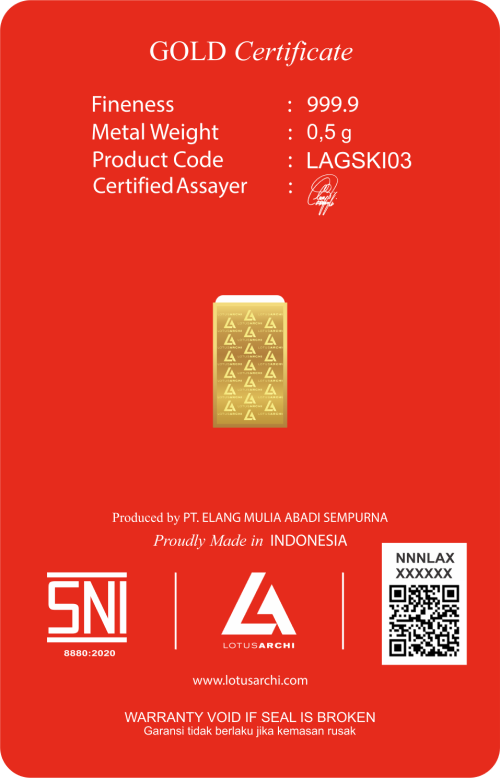 GOLD Certificate
Fineness : 999.9
Metal Weight : 0,5 g
Product Code : LAGSKI03
Certified Assayer :
Produced by PT. ELANG MULIA ABADI SEMPURNA
Proudly Made in INDONESIA
NNNLAX
XXXXXX
SNI
8880:2020
LOTUSARCHI
www.lotusarchi.com
WARRANTY VOID IF SEAL IS BROKEN
Garansi tidak berlaku jika kemasan rusak